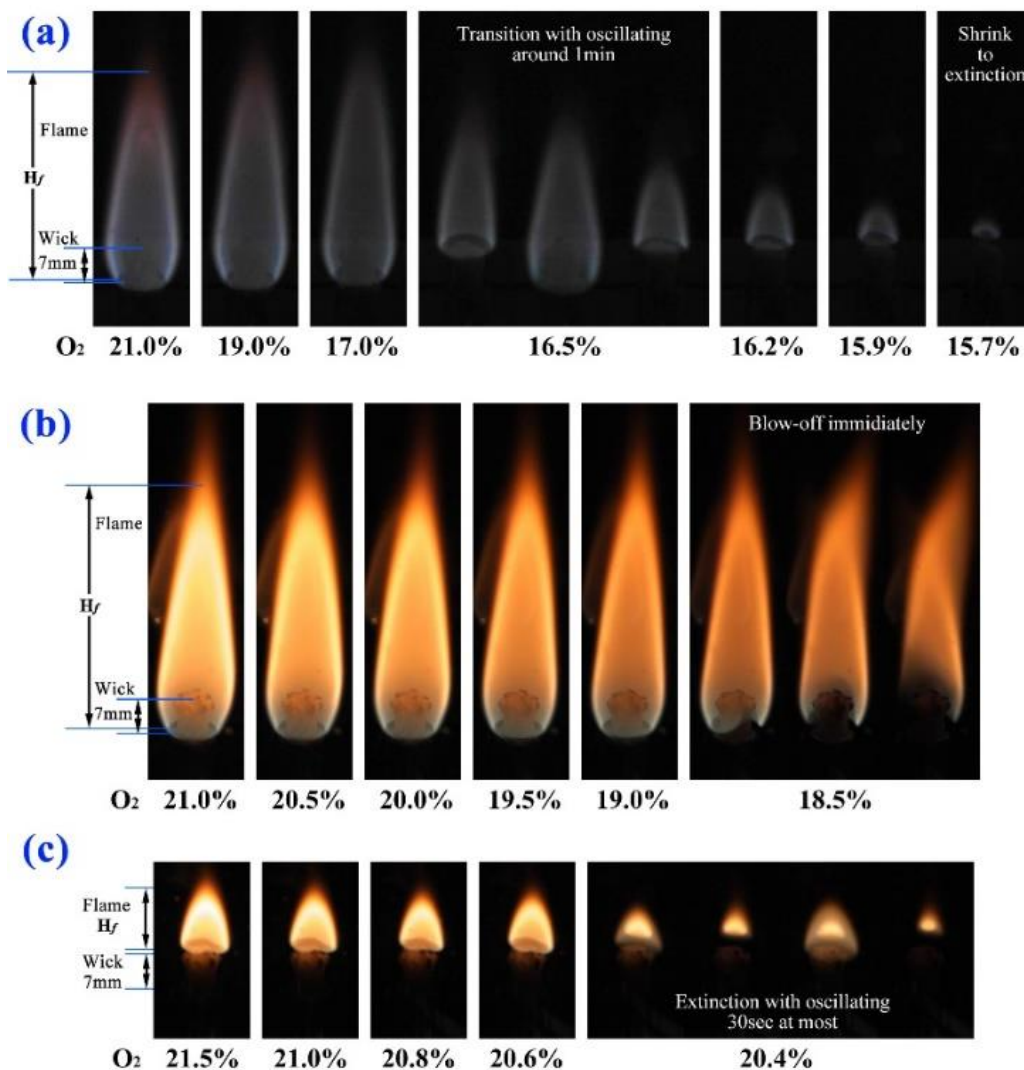 (a)
Transition with oscillating
around 1min
Shrink
to
extinction
Flame
Hf
Wick
7mm
O2 21.0% 19.0% 17.0% 16.5% 16.2% 15.9% 15.7%
(b)
Blow-off immidiately
Flame
Hf
Wick
7mm
O2 21.0% 20.5% 20.0% 19.5% 19.0% 18.5%
(c)
Flame
Hf
Wick
7mm
Extinction with oscillating
30sec at most
O2 21.5% 21.0% 20.8% 20.6% 20.4%